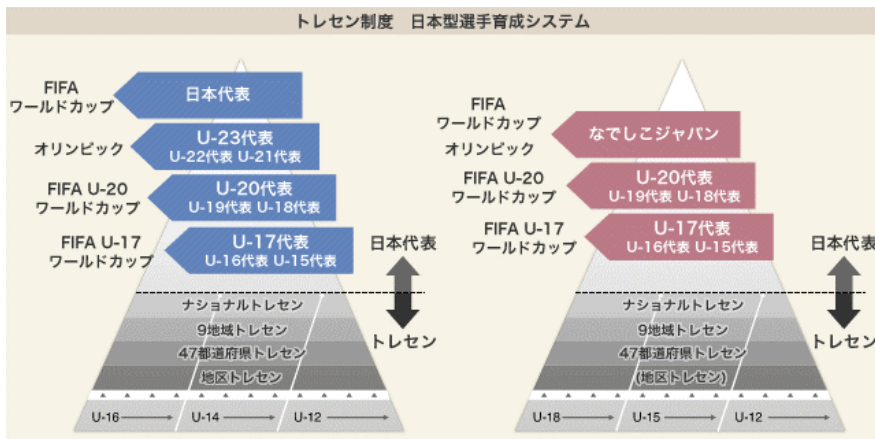 トレセン制度 日本型選手育成システム
FIFA
ワールドカップ
日本代表
オリンピック
U-23代表
U-22代表 U-21代表
FIFA U-20
ワールドカップ
U-20代表
U-19代表 U-18代表
FIFA U-17
ワールドカップ
U-17代表
U-16代表 U-15代表
日本代表
トレセン
ナショナルトレセン
9地域トレセン
47都道府県トレセン
地区トレセン
U-16
U-14
U-12
FIFA
ワールドカップ
オリンピック
なでしこジャパン
FIFA U-20
ワールドカップ
U-20代表
U-19代表 U-18代表
FIFA U-17
ワールドカップ
U-17代表
U-16代表 U-15代表
日本代表
トレセン
ナショナルトレセン
9地域トレセン
47都道府県トレセン
(地区トレセン)
U-18
U-15
U-12